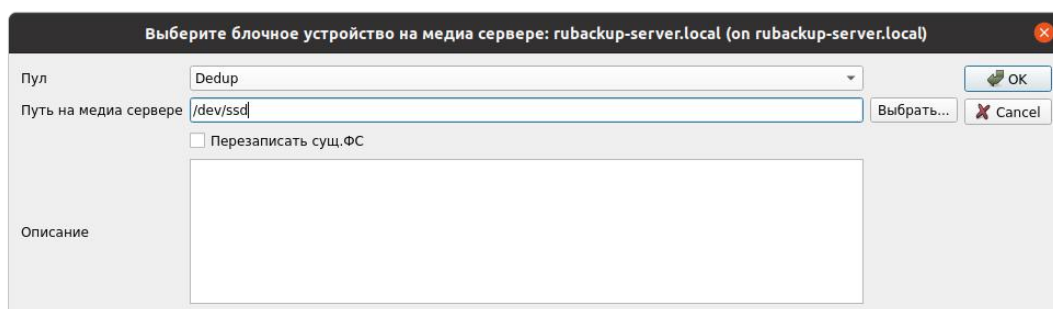 Выберите блочное устройство на медиа сервере: rubackup-server.local (on rubackup-server.local)
Пул Dedup OK
Путь на медиа сервере /dev/ssd Выбрать... Cancel
Перезаписать сущ.ФС
Описание